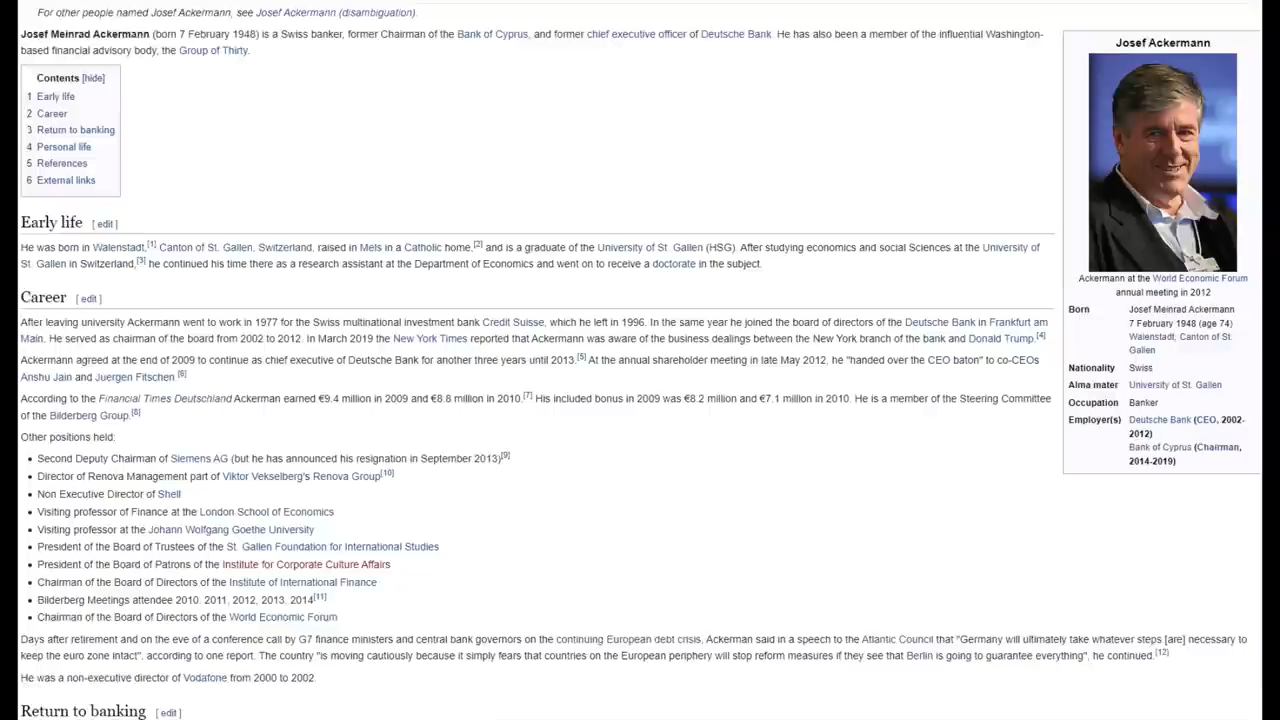 For other people named Josef Ackermann, see Josef Ackermann (disambiguation).
Josef Meinrad Ackermann (born 7 February 1948) is a Swiss banker, former Chairman of the Bank of Cyprus, and former chief executive officer of Deutsche Bank. He has also been a member of the influential Washington-
based financial advisory body, the Group of Thirty.
Contents [hide]
1 Early life
2 Career
3 Return to banking
4 Personal life
5 References
6 External links
Early life [ edit ]
He was born in Walenstadt,[1] Canton of St. Gallen, Switzerland, raised in Mels in a Catholic home,[2] and is a graduate of the University of St. Gallen (HSG). After studying economics and social Sciences at the University of
St. Gallen in Switzerland,[3] he continued his time there as a research assistant at the Department of Economics and went on to receive a doctorate in the subject.
Career [ edit ]
After leaving university Ackermann went to work in 1977 for the Swiss multinational investment bank Credit Suisse, which he left in 1996. In the same year he joined the board of directors of the Deutsche Bank in Frankfurt am
Main. He served as chairman of the board from 2002 to 2012. In March 2019 the New York Times reported that Ackermann was aware of the business dealings between the New York branch of the bank and Donald Trump.[4]
Ackermann agreed at the end of 2009 to continue as chief executive of Deutsche Bank for another three years until 2013.[5] At the annual shareholder meeting in late May 2012, he "handed over the CEO baton" to co-CEOs
Anshu Jain and Juergen Fitschen.[6]
According to the Financial Times Deutschland Ackerman earned €9.4 million in 2009 and €8.8 million in 2010.[7] His included bonus in 2009 was €8.2 million and €7.1 million in 2010. He is a member of the Steering Committee
of the Bilderberg Group.[8]
Other positions held:
• Second Deputy Chairman of Siemens AG (but he has announced his resignation in September 2013)[9]
• Director of Renova Management part of Viktor Vekselberg's Renova Group[10]
• Non Executive Director of Shell
• Visiting professor of Finance at the London School of Economics
• Visiting professor at the Johann Wolfgang Goethe University
• President of the Board of Trustees of the St. Gallen Foundation for International Studies
• President of the Board of Patrons of the Institute for Corporate Culture Affairs
• Chairman of the Board of Directors of the Institute of International Finance
• Bilderberg Meetings attendee 2010. 2011, 2012, 2013, 2014[11]
• Chairman of the Board of Directors of the World Economic Forum
Days after retirement and on the eve of a conference call by G7 finance ministers and central bank governors on the continuing European debt crisis, Ackerman said in a speech to the Atlantic Council that "Germany will ultimately take whatever steps [are] necessary to
keep the euro zone intact", according to one report. The country "is moving cautiously because it simply fears that countries on the European periphery will stop reform measures if they see that Berlin is going to guarantee everything", he continued.[12]
He was a non-executive director of Vodafone from 2000 to 2002.
Return to banking [ edit ]
Josef Ackermann
Ackermann at the World Economic Forum
annual meeting in 2012
Born Josef Meinrad Ackermann
7 February 1948 (age 74)
Walenstadt, Canton of St.
Gallen
Nationality Swiss
Alma mater University of St. Gallen
Occupation Banker
Employer(s) Deutsche Bank (CEO, 2002-
2012)
Bank of Cyprus (Chairman,
2014-2019)